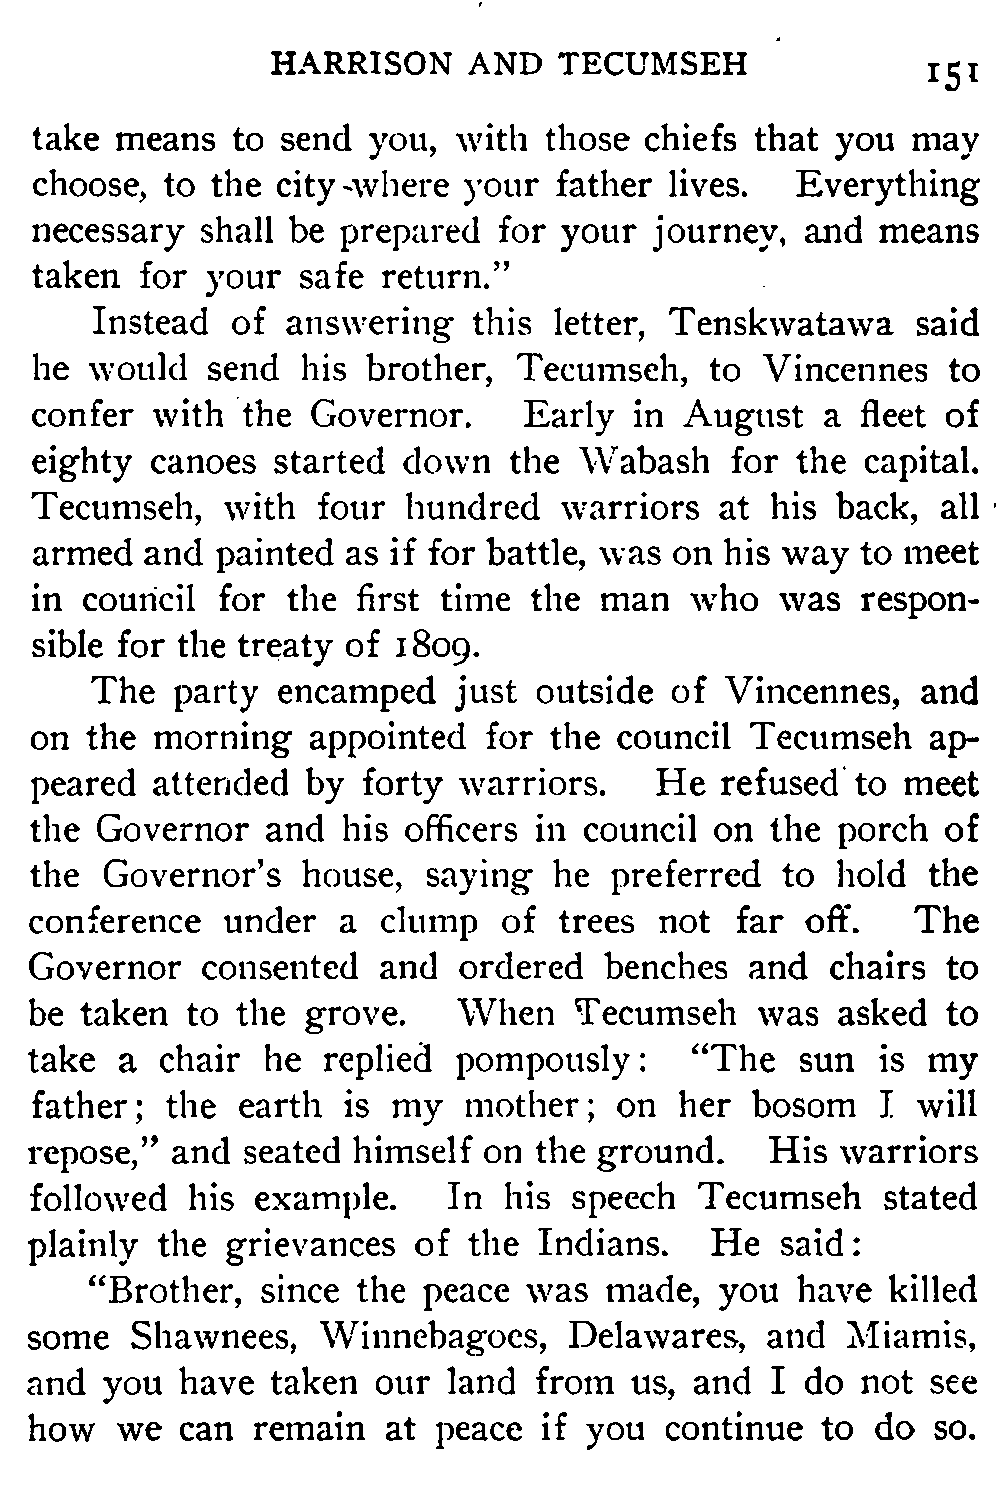 HARRISON AND TECUMSEH 151
take means to send you, with those chiefs that you may
choose, to the city where your father lives. Everything
necessary shall be prepared for your journey, and means
taken for your safe return.”
Instead of answering this letter, Tenskwatawa said
he would send his brother, Tecumseh, to Vincennes to
confer with the Governor. Early in August a fleet of
eighty canoes started down the Wabash for the capital.
Tecumseh, with four hundred warriors at his back, all
armed and painted as if for battle, was on his way to meet
in council for the first time the man who was respon-
sible for the treaty of 1809.
The party encamped just outside of Vincennes, and
on the morning appointed for the council Tecumseh ap-
peared attended by forty warriors. He refused to meet
the Governor and his officers in council on the porch of
the Governor’s house, saying he preferred to hold the
conference under a clump of trees not far off. The
Governor consented and ordered benches and chairs to
be taken to the grove. When Tecumseh was asked to
take a chair he replied pompously: “The sun is my
father; the earth is my mother; on her bosom I will
repose,” and seated himself on the ground. His warriors
followed his example. In his speech Tecumseh stated
plainly the grievances of the Indians. He said:
“Brother, since the peace was made, you have killed
some Shawnees, Winnebagoes, Delawares, and Miamis,
and you have taken our land from us, and I do not see
how we can remain at peace if you continue to do so.